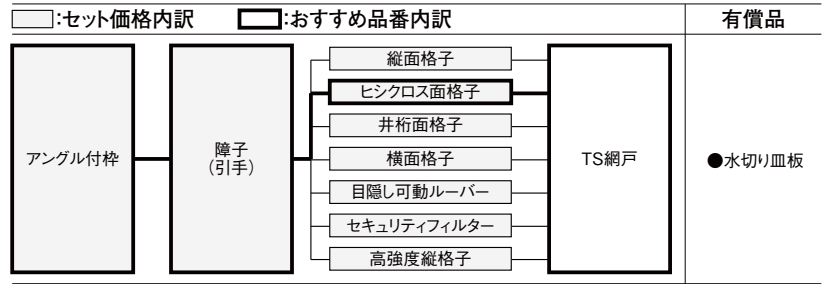 :セット価格内訳 :おすすめ品番内訳 有償品
アングル付枠
障子
(引手)
縦面格子
ヒシクロス面格子
井桁面格子
横面格子
目隠し可動ルーバー
セキュリティフィルター
高強度縦格子
TS網戸
●水切り皿板